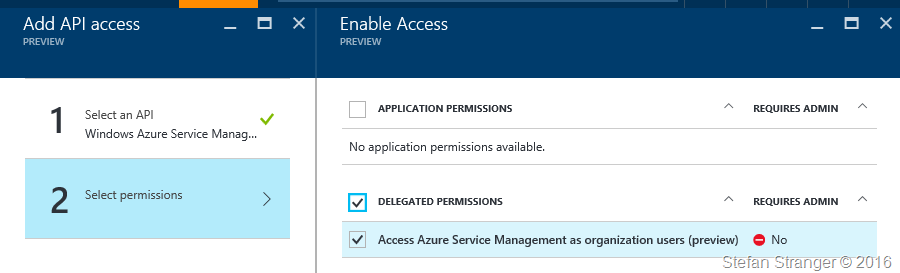 Add API access
PREVIEW
1
Select an API
Windows Azure Service Manag...
2
Select permissions
Enable Access
PREVIEW
APPLICATION PERMISSIONS REQUIRES ADMIN
No application permissions available.
DELEGATED PERMISSIONS REQUIRES ADMIN
Access Azure Service Management as organization users (preview) No
Stefan Stranger © 2016